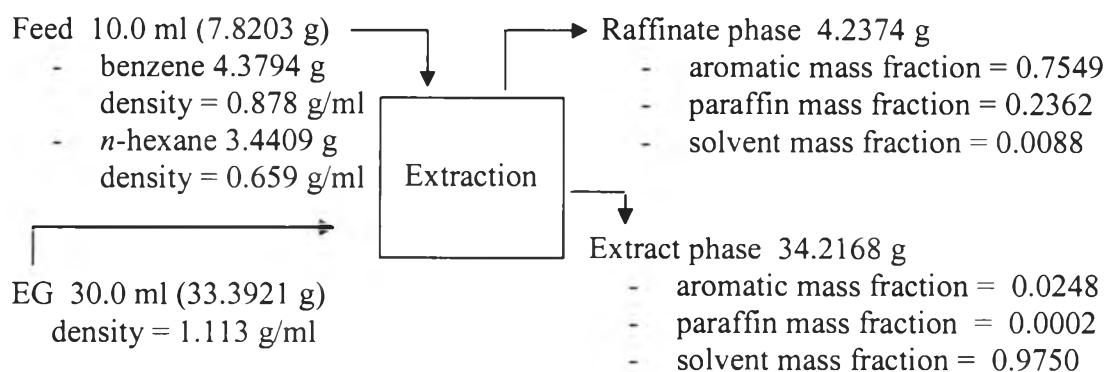 Feed 10.0 ml (7.8203 g)
- benzene 4.3794 g
density = 0.878 g/ml
- n-hexane 3.4409 g
density = 0.659 g/ml
EG 30.0 ml (33.3921 g)
density = 1.113 g/ml
Extraction
Raffinate phase 4.2374 g
- aromatic mass fraction = 0.7549
- paraffin mass fraction = 0.2362
- solvent mass fraction = 0.0088
Extract phase 34.2168 g
- aromatic mass fraction = 0.0248
- paraffin mass fraction = 0.0002
- solvent mass fraction = 0.9750